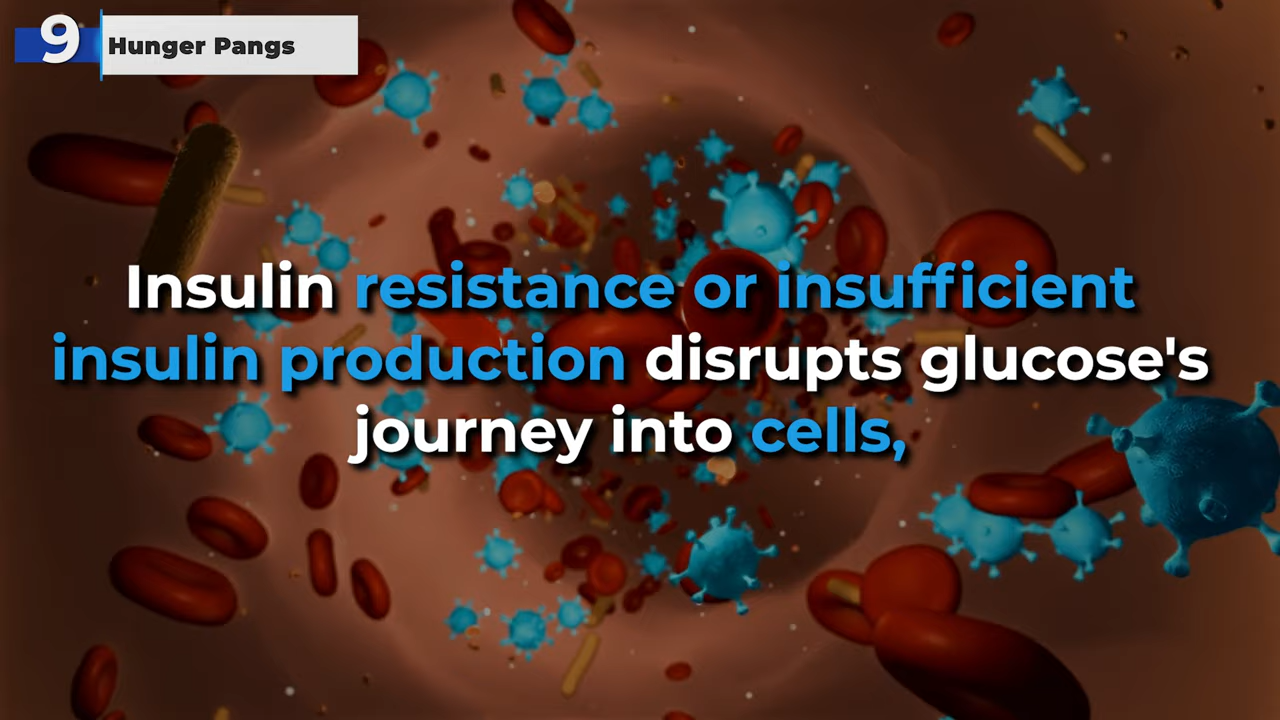 9
Hunger Pangs
Insulin resistance or insufficient
insulin production disrupts glucose's
journey into cells,